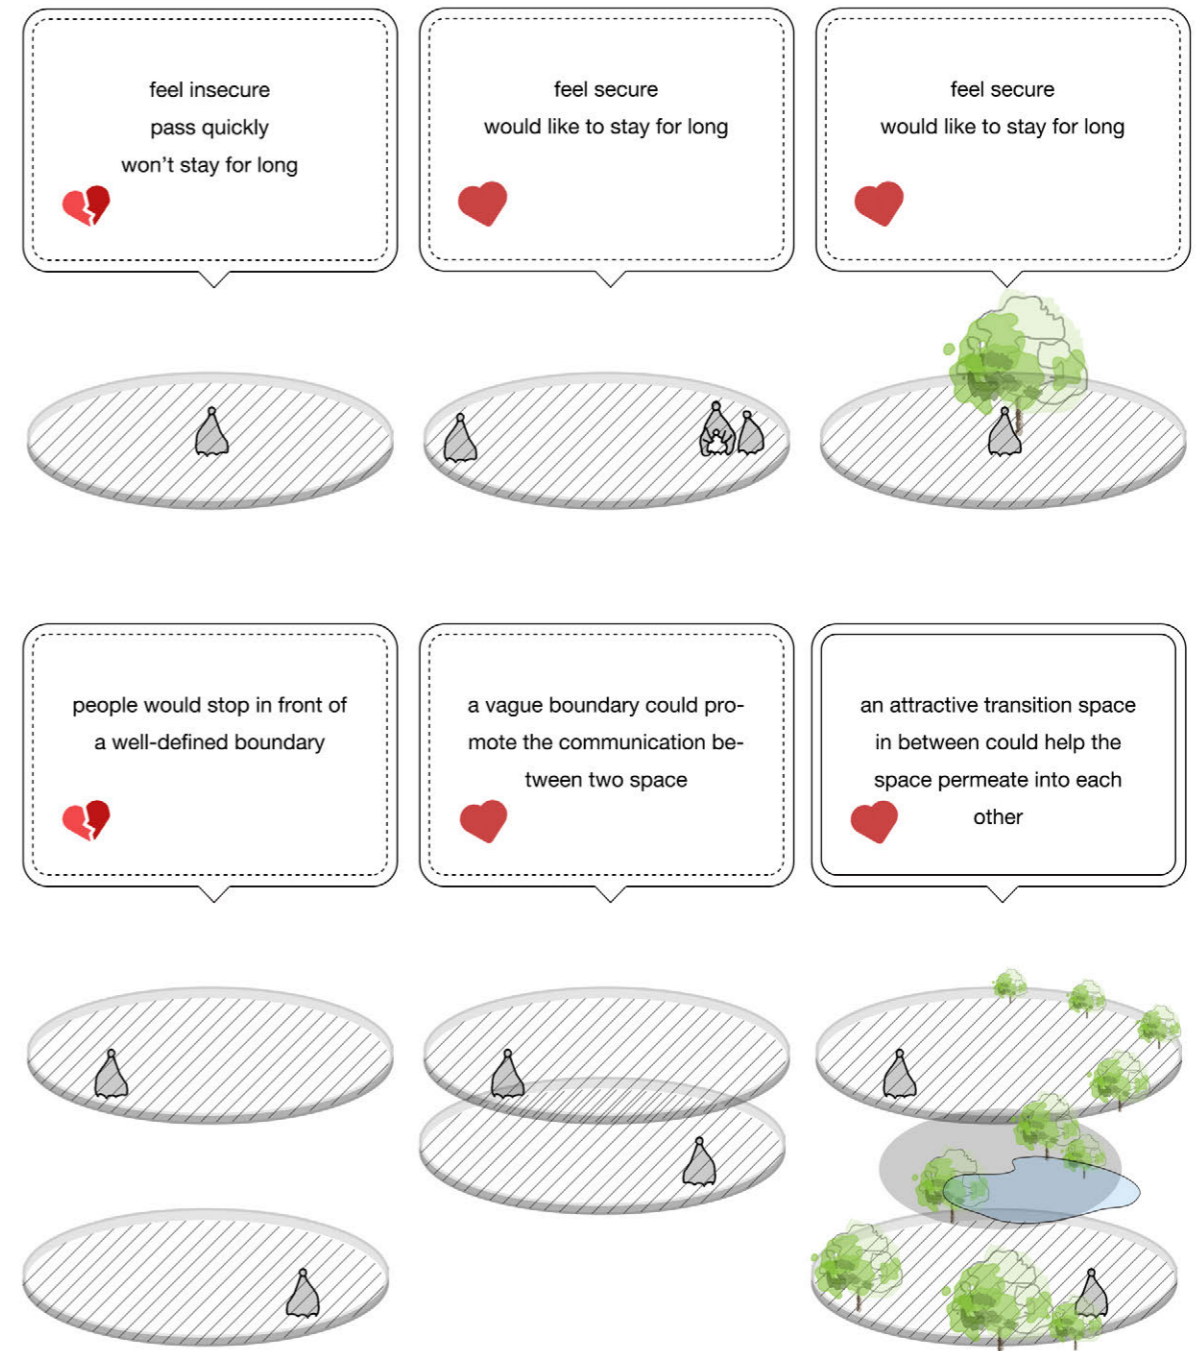 feel insecure
pass quickly
won't stay for long
feel secure
would like to stay for long
feel secure
would like to stay for long
people would stop in front of
a well-defined boundary
a vague boundary could pro-
mote the communication be-
tween two space
an attractive transition space
in between could help the
space permeate into each
other